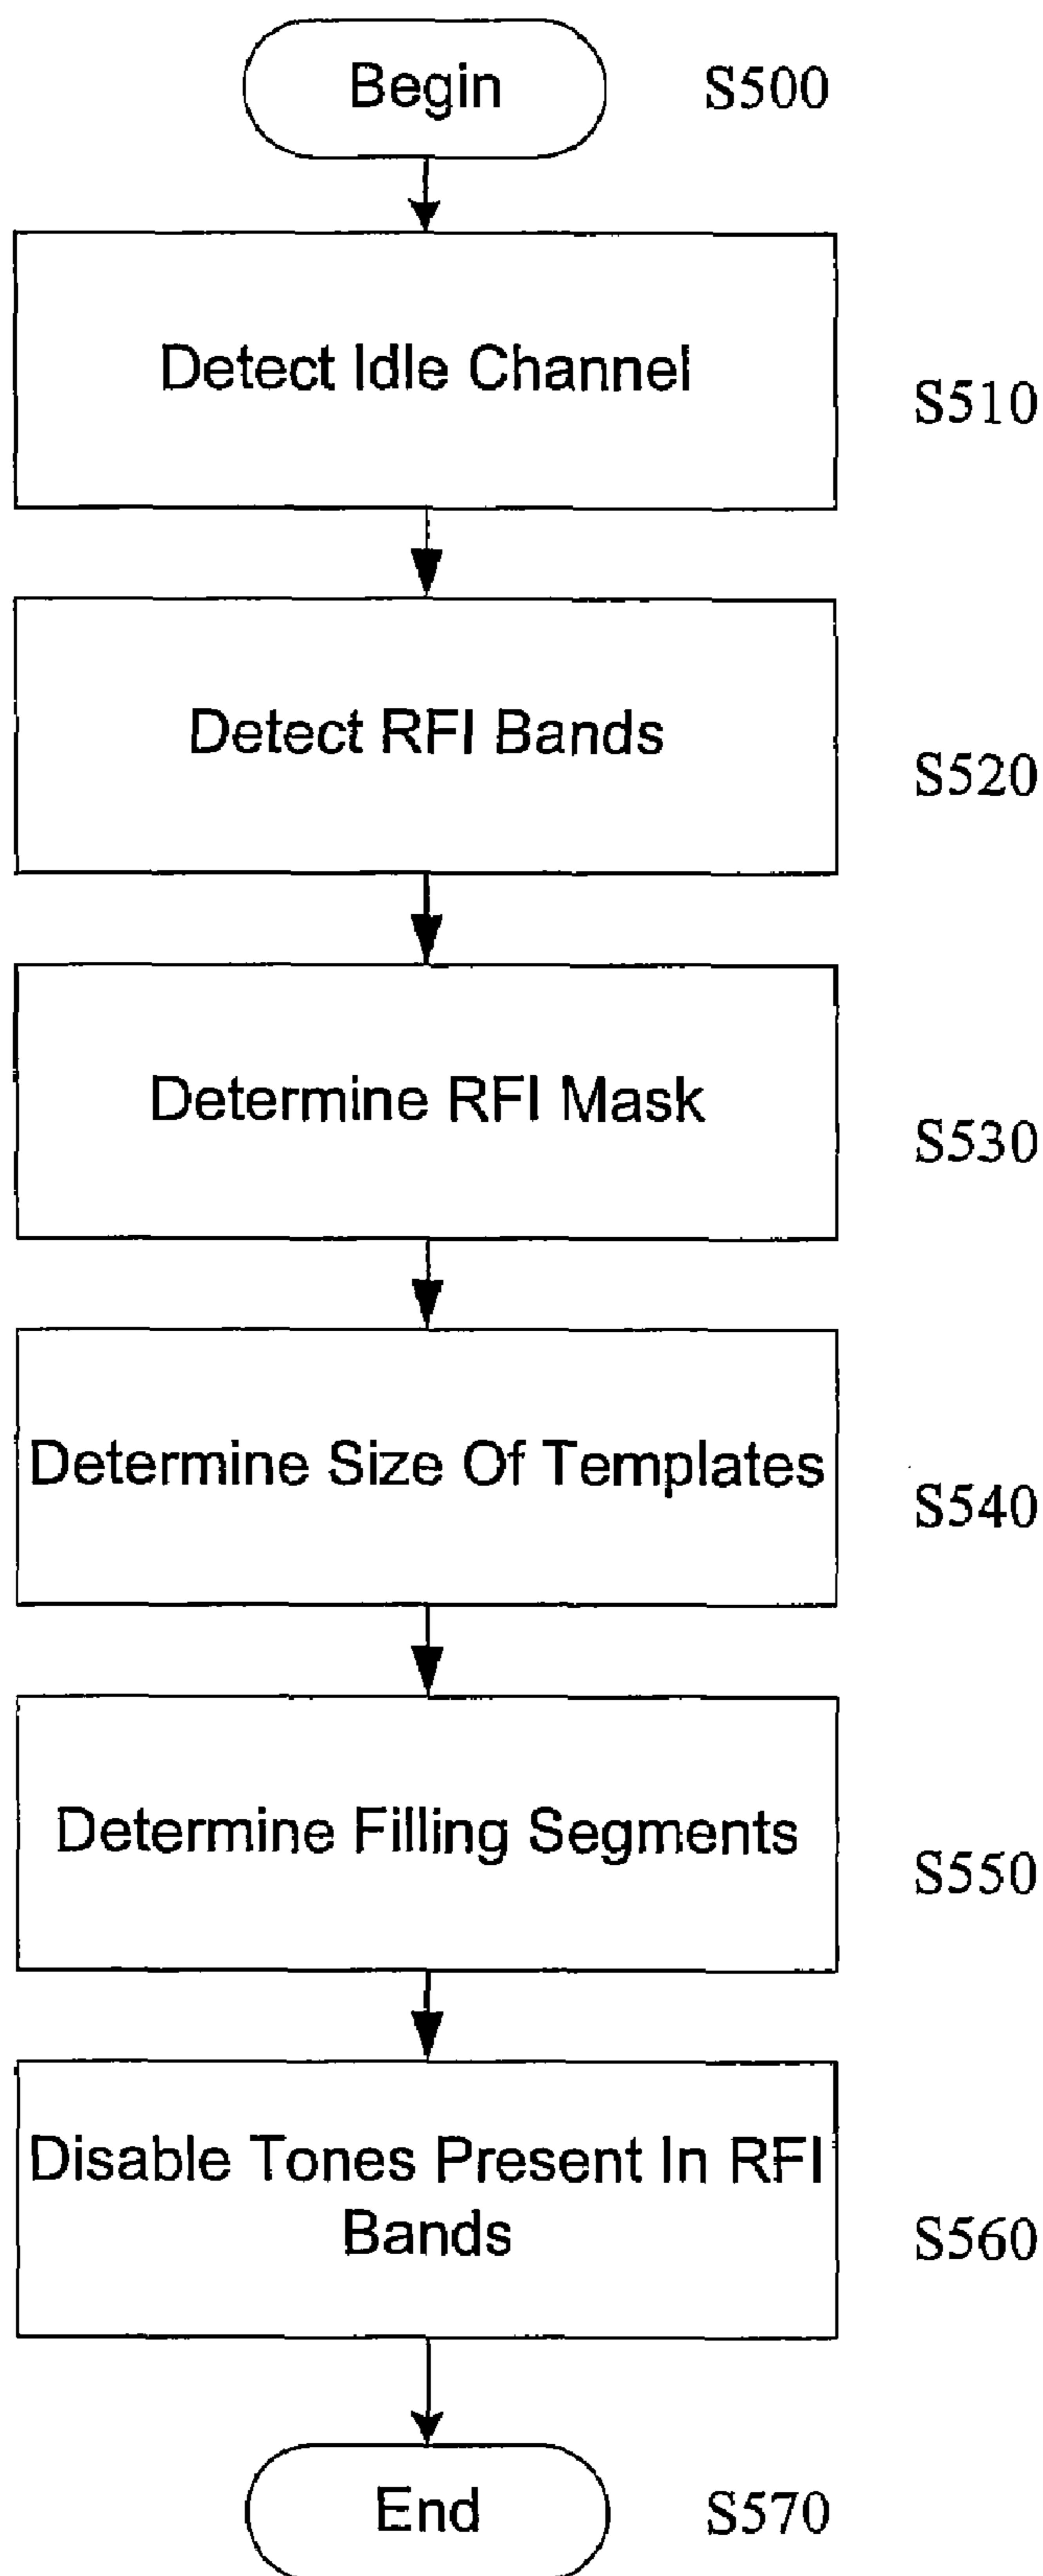 Begin
S500
Detect Idle Channel
S510
Detect RFI Bands
S520
Determine RFI Mask
S530
Determine Size Of Templates
S540
Determine Filling Segments
S550
Disable Tones Present In RFI
Bands
S560
End
S570